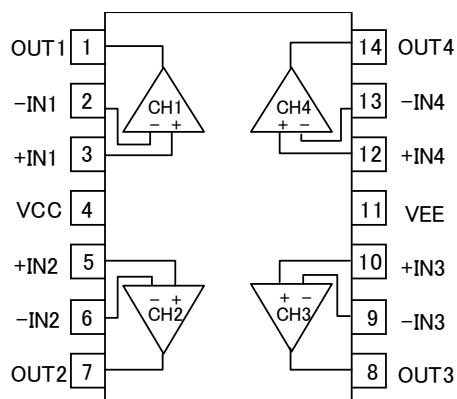 OUT1 1 14 OUT4
-IN1 2 CH1 CH4 13 -IN4
- + + -
+IN1 3 12 +IN4
VCC 4 11 VEE
+IN2 5 10 +IN3
- + + -
-IN2 6 CH2 CH3 9 -IN3
OUT2 7 8 OUT3